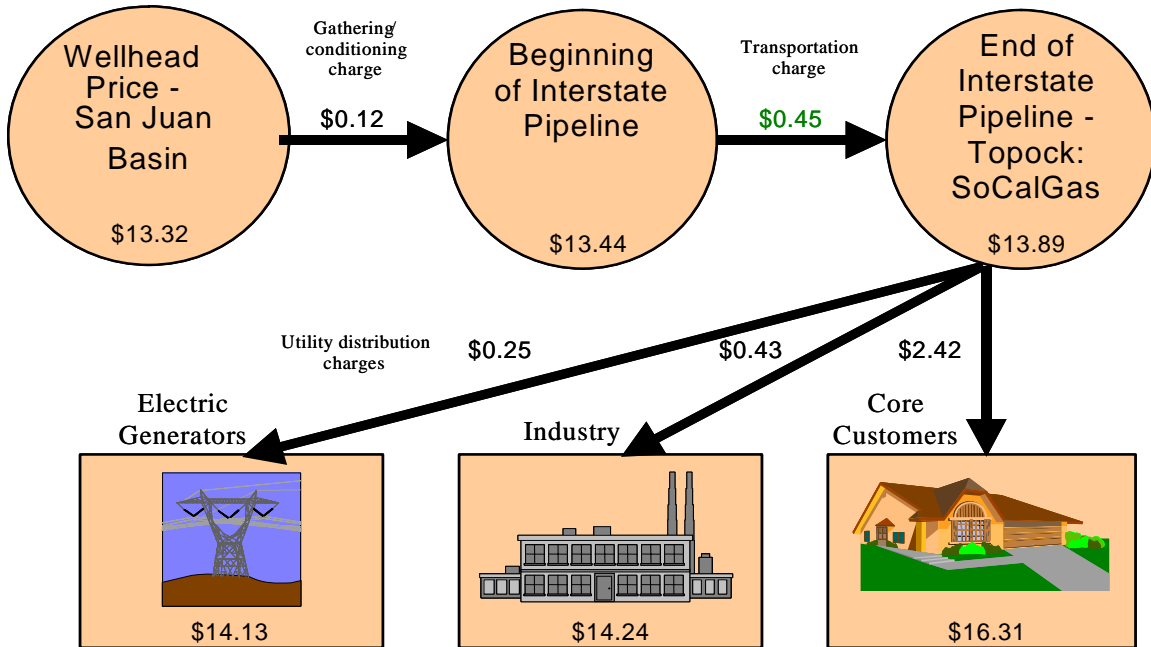 Wellhead
Price -
San Juan
Basin
$13.32
Gathering/
conditioning
charge
$0.12
Beginning
of Interstate
Pipeline
$13.44
Transportation
charge
$0.45
End of
Interstate
Pipeline -
Topock:
SoCalGas
$13.89
Utility distribution
charges
$0.25
$0.43
$2.42
Electric
Generators
$14.13
Industry
$14.24
Core
Customers
$16.31